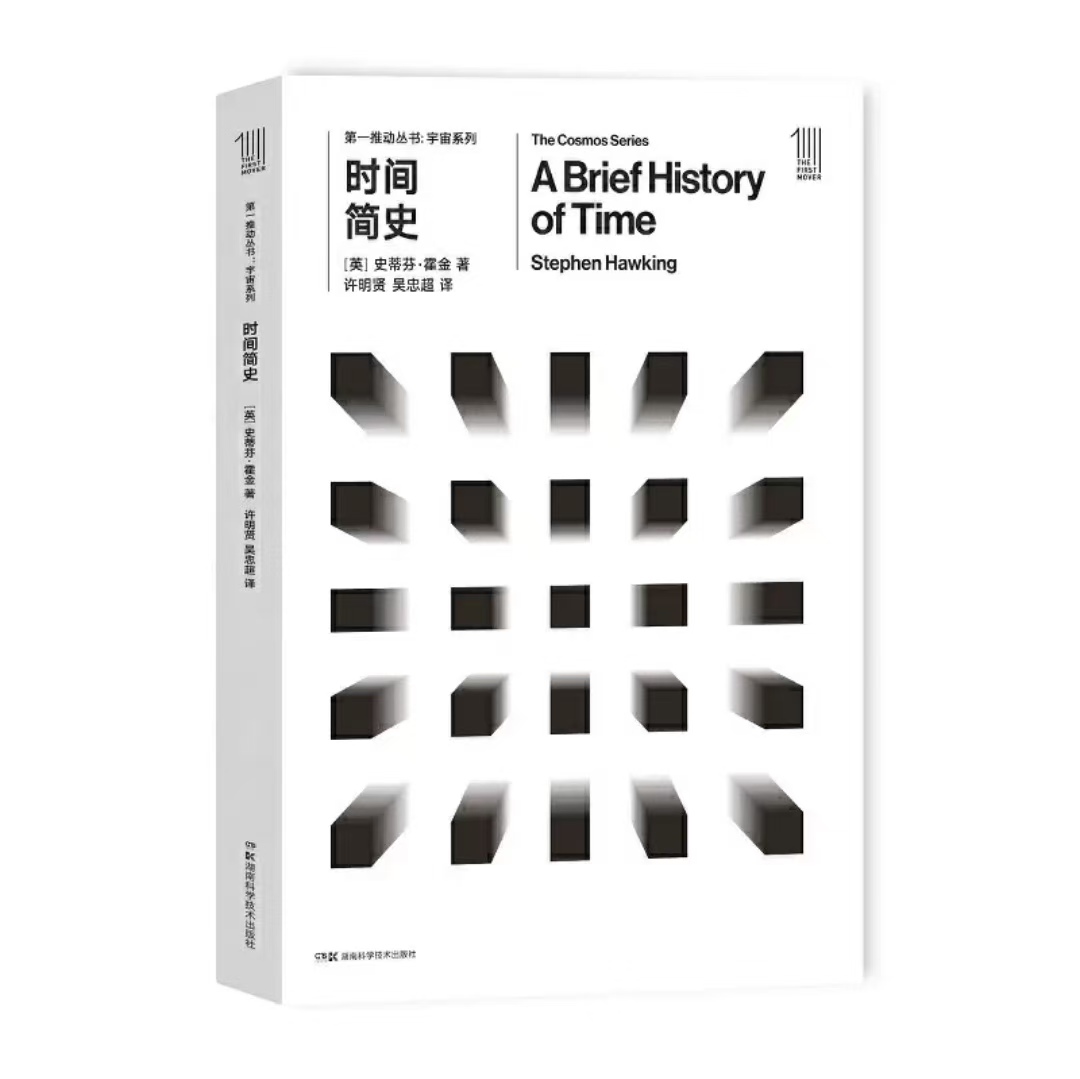 THE
FIRST
MOVER
第一推动丛书:宇宙系列
时间简史
[英]史蒂芬·霍金 著
许明贤 吴忠超 译
湖南科学技术出版社
第一推动丛书:宇宙系列
时间
简史
[英] 史蒂芬·霍金 著
许明贤 吴忠超 译
The Cosmos Series
A Brief History
of Time
Stephen Hawking
THE
FIRST
MOVER
湖南科学技术出版社